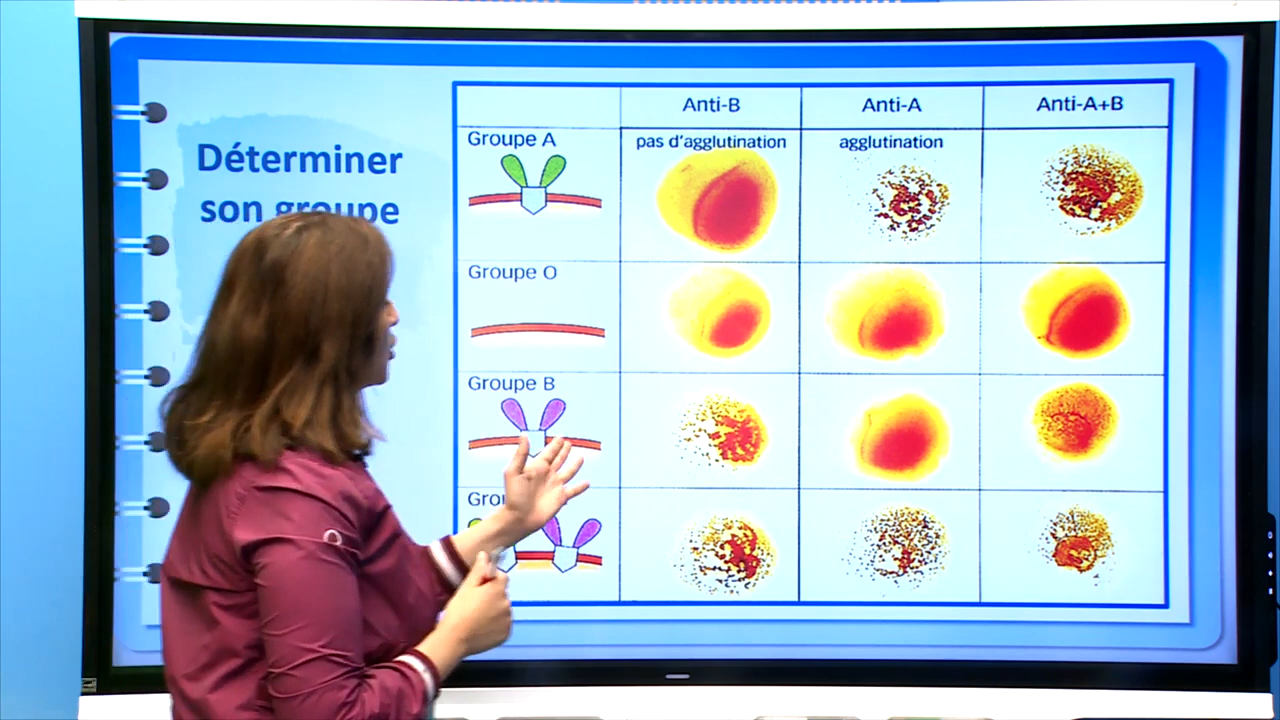 Déterminer
son groupe
Anti-B
Anti-A
Anti-A+B
Groupe A
pas d'agglutination
agglutination
Groupe O
Groupe B